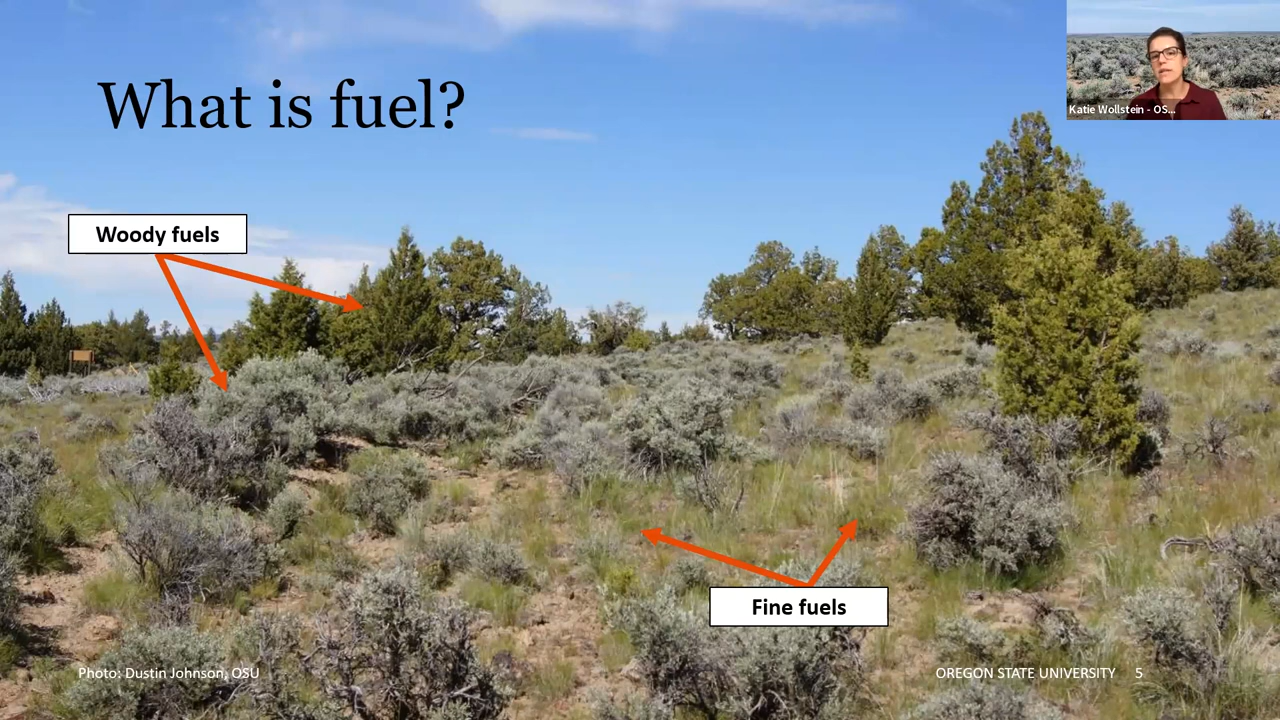 What is fuel?
Katie Wollstein - OS...
Woody fuels
Fine fuels
Photo: Dustin Johnson, OSU
OREGON STATE UNIVERSITY 5